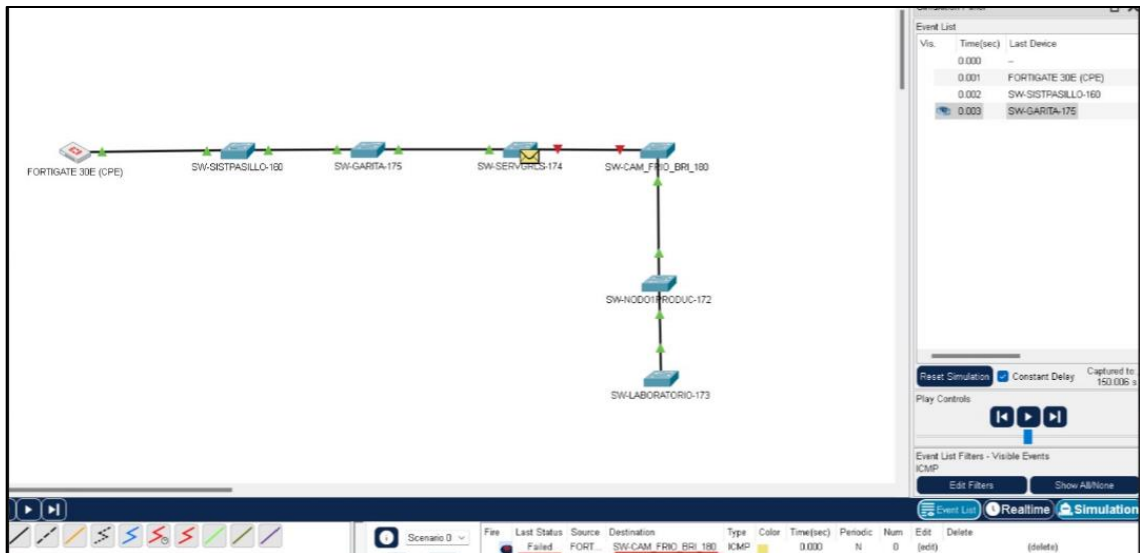 Event List
Vis. Time(sec) Last Device
0.000 --
0.001 FORTIGATE 30E (CPE)
0.002 SW-SISTPASILLO-160
0.003 SW-GARITA-175
FORTIGATE 30E (CPE)
SW-SISTPASILLO-160
SW-GARITA-175
SW-SERVGRLS-174
SW-CAM_FRIO_BRI_180
SW-NODO1PRODUC-172
SW-LABORATORIO-173
Reset Simulation Constant Delay Captured to:
150.006 s
Play Controls
Event List Filters - Visible Events
ICMP
Edit Filters Show All/None
Event List Realtime Simulation
Scenario 0 Fire Last Status Source Destination Type Color Time(sec) Periodic Num Edit Delete
Failed FORT... SW-CAM_FRIO_BRI_180 ICMP 0.000 N 0 (edit) (delete)